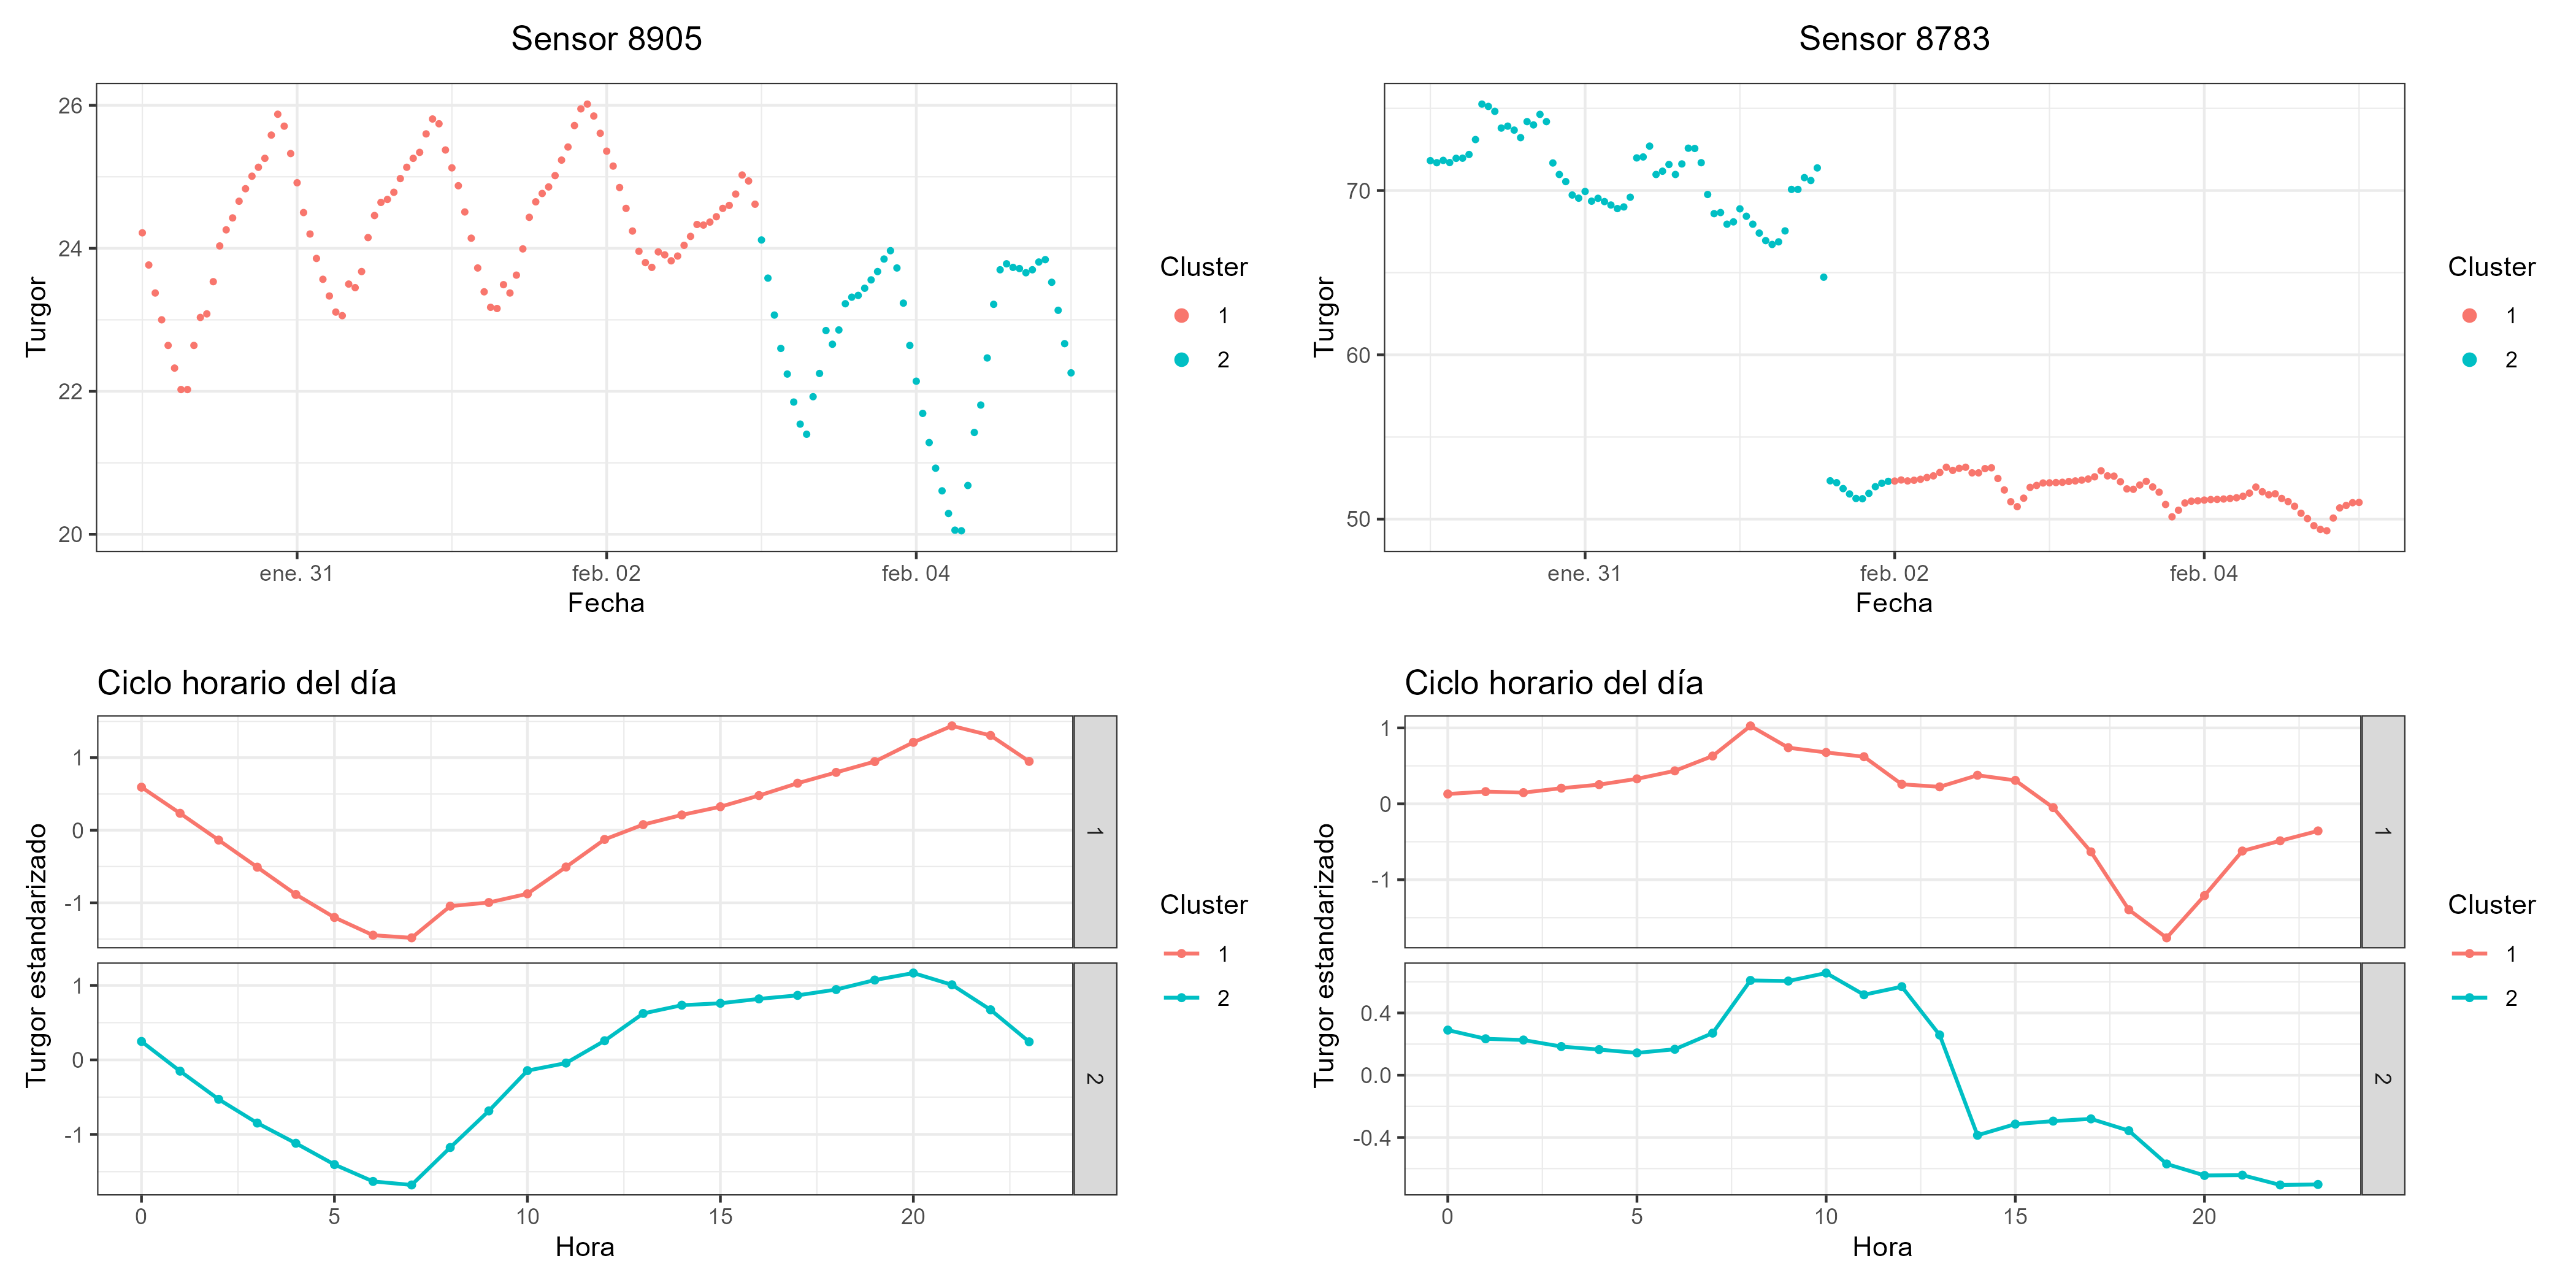 Sensor 8905
26
24
22
20
Turgor
ene. 31
feb. 02
feb. 04
Fecha
Cluster
1
2
Sensor 8783
70
60
50
Turgor
ene. 31
feb. 02
feb. 04
Fecha
Cluster
1
2
Ciclo horario del día
1
0
-1
1
0
-1
Turgor estandarizado
1
2
0
5
10
15
20
Hora
Cluster
1
2
Ciclo horario del día
1
0
-1
0.4
0.0
-0.4
Turgor estandarizado
1
2
0
5
10
15
20
Hora
Cluster
1
2